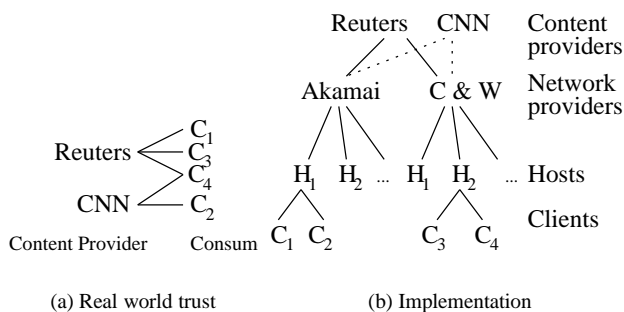 Reuters CNN Content providers
Akamai C & W Network providers
H1 H2 ... H1 H2 ... Hosts
C1 C2 C3 C4 Clients
Reuters C1
C3
C4
CNN C2
Content Provider Consum
(a) Real world trust
(b) Implementation